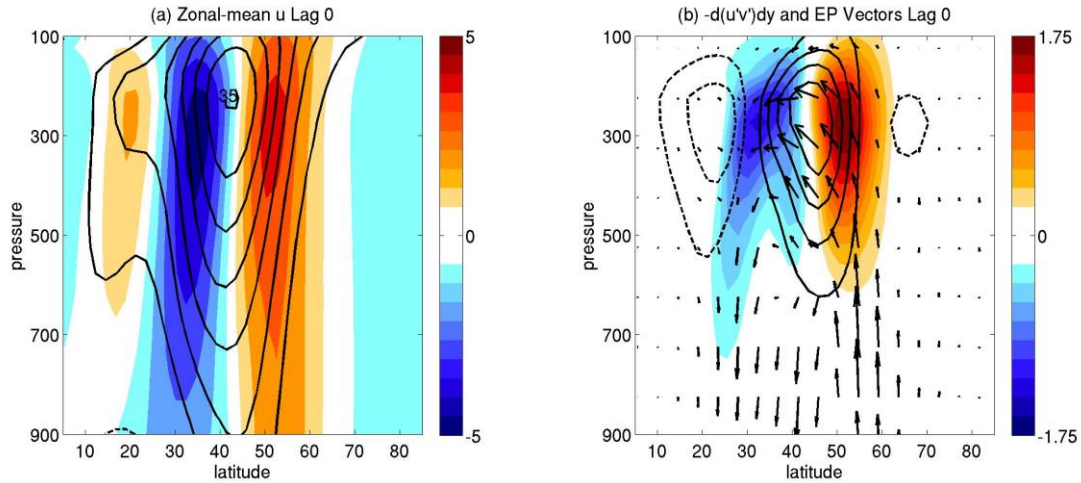 (a) Zonal-mean u Lag 0
100
300
500
700
900
pressure
10 20 30 40 50 60 70 80
latitude
35
5
0
-5
(b) -d(u'v')dy and EP Vectors Lag 0
100
300
500
700
900
pressure
10 20 30 40 50 60 70 80
latitude
1.75
0
-1.75